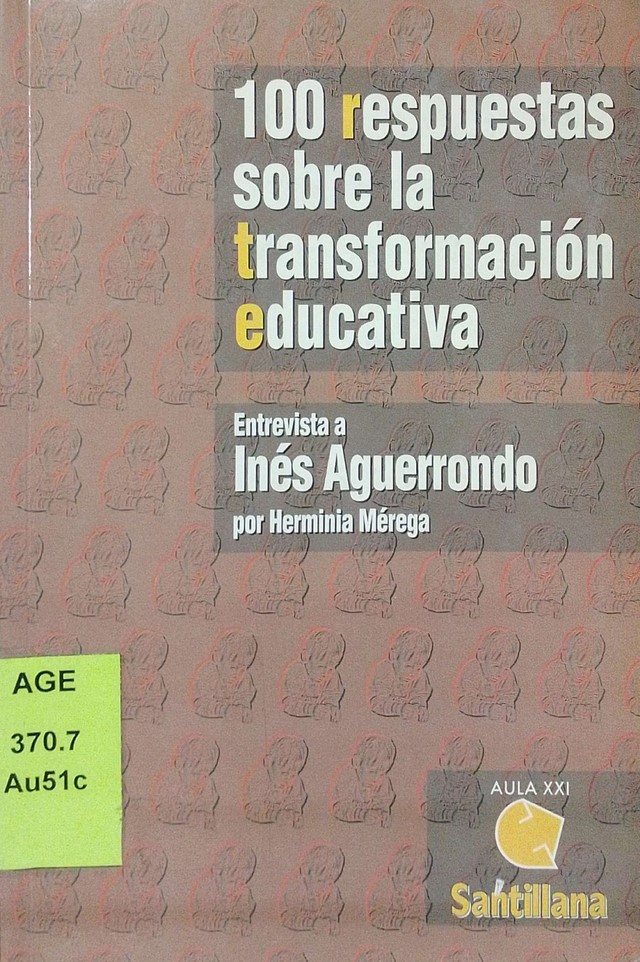 100 respuestas
sobre la
transformación
educativa
Entrevista a
Inés Aguerrondo
por Herminia Mérega
AGE
370.7
Au51c
AULA XXI
Santillana